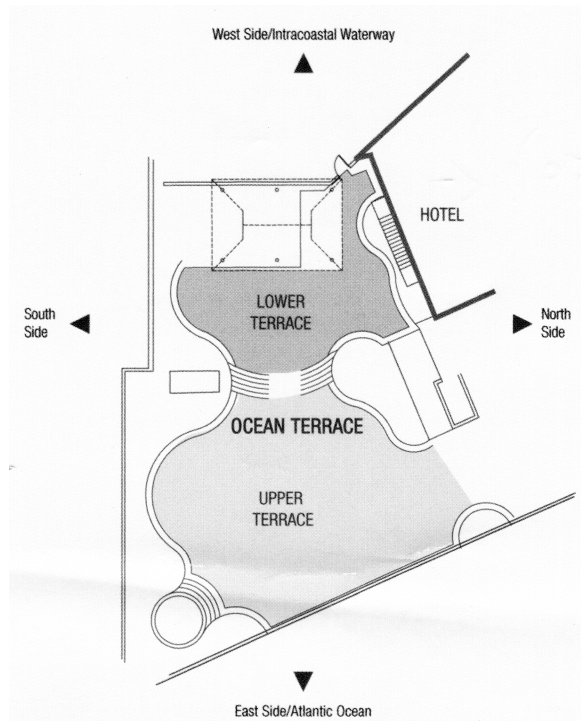 West Side/Intracoastal Waterway
HOTEL
LOWER
TERRACE
South
Side
North
Side
OCEAN TERRACE
UPPER
TERRACE
East Side/Atlantic Ocean